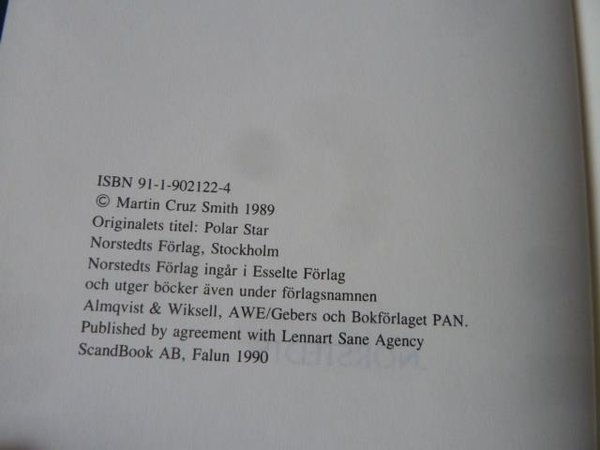 ISBN 91-1-902122-4
© Martin Cruz Smith 1989
Originalets titel: Polar Star
Norstedts Förlag, Stockholm
Norstedts Förlag ingår i Esselte Förlag
och utger böcker även under förlagsnamnen
Almqvist & Wiksell, AWE/Gebers och Bokförlaget PAN.
Published by agreement with Lennart Sane Agency
ScandBook AB, Falun 1990